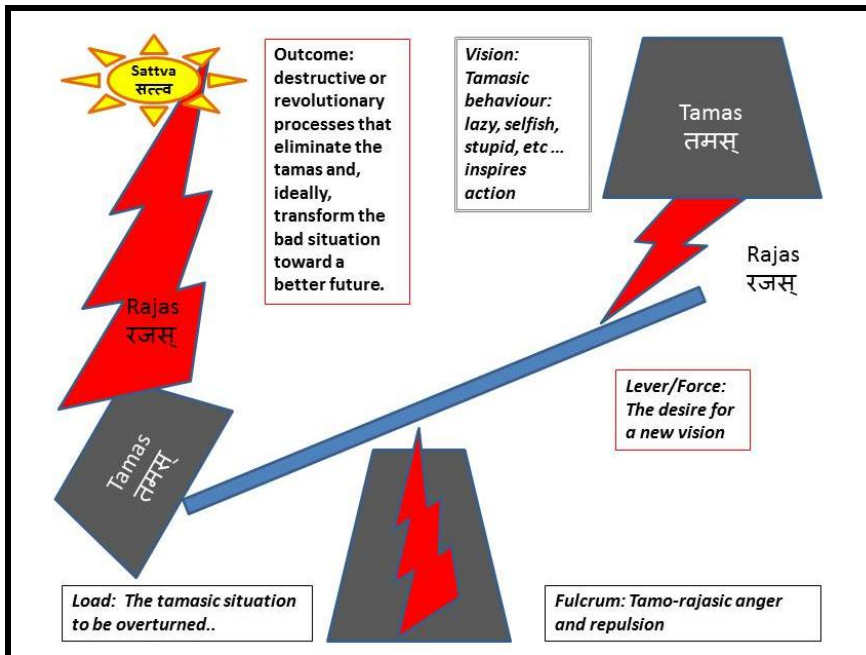 Sattva
सत्त्व
Rajas
रजस्
Tamas
तमस्
Outcome:
destructive or
revolutionary
processes that
eliminate the
tamas and,
ideally,
transform the
bad situation
toward a
better future.
Vision:
Tamasic
behaviour:
lazy, selfish,
stupid, etc ...
inspires
action
Tamas
तमस्
Rajas
रजस्
Lever/Force:
The desire for
a new vision
Load:  The tamasic situation
to be overturned..
Fulcrum: Tamo-rajasic anger
and repulsion